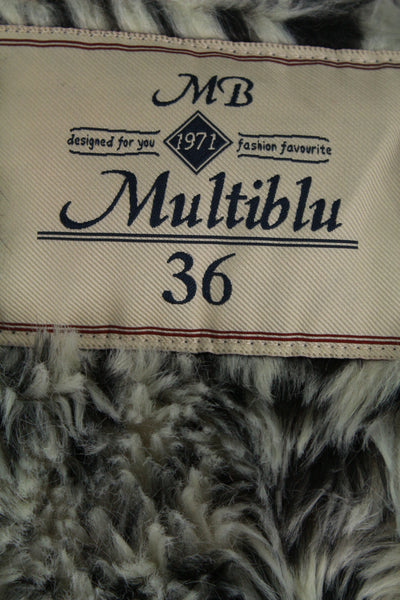 MB
designed for you 1971 fashion favourite
Multiblu
36